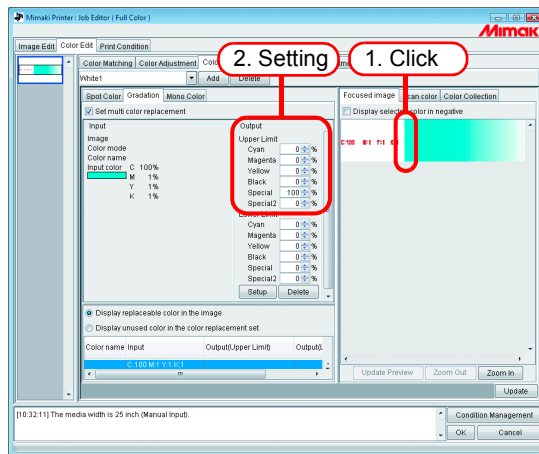 Mimaki Printer : Job Editor ( Full Color )
Mimaki
Image Edit Color Edit Print Condition
Color Matching Color Adjustment
2. Setting
1. Click
White1 Add Delete
Spot Color Gradation Mono Color
Focused image Scan color Color Collection
Set multi color replacement
Display selected color in negative
Input
Output
Image
Upper Limit
Color mode
Cyan 0 %
Color name
Magenta 0 %
Input color C 100%
Yellow 0 %
M 1%
Black 0 %
Y 1%
Special 100 %
K 1%
Special2 0 %
C:100 M:1 Y:1
Lower Limit
Cyan 0 %
Magenta 0 %
Yellow 0 %
Black 0 %
Special 0 %
Special2 0 %
Setup Delete
Display replaceable color in the image
Display unused color in the color replacement set
Color name Input Output(Upper Limit) Output(L
C:100 M:1 Y:1 K:1
Update Preview Zoom Out Zoom In
Update
[10:32:11] The media width is 25 inch (Manual Input).
Condition Management
OK Cancel